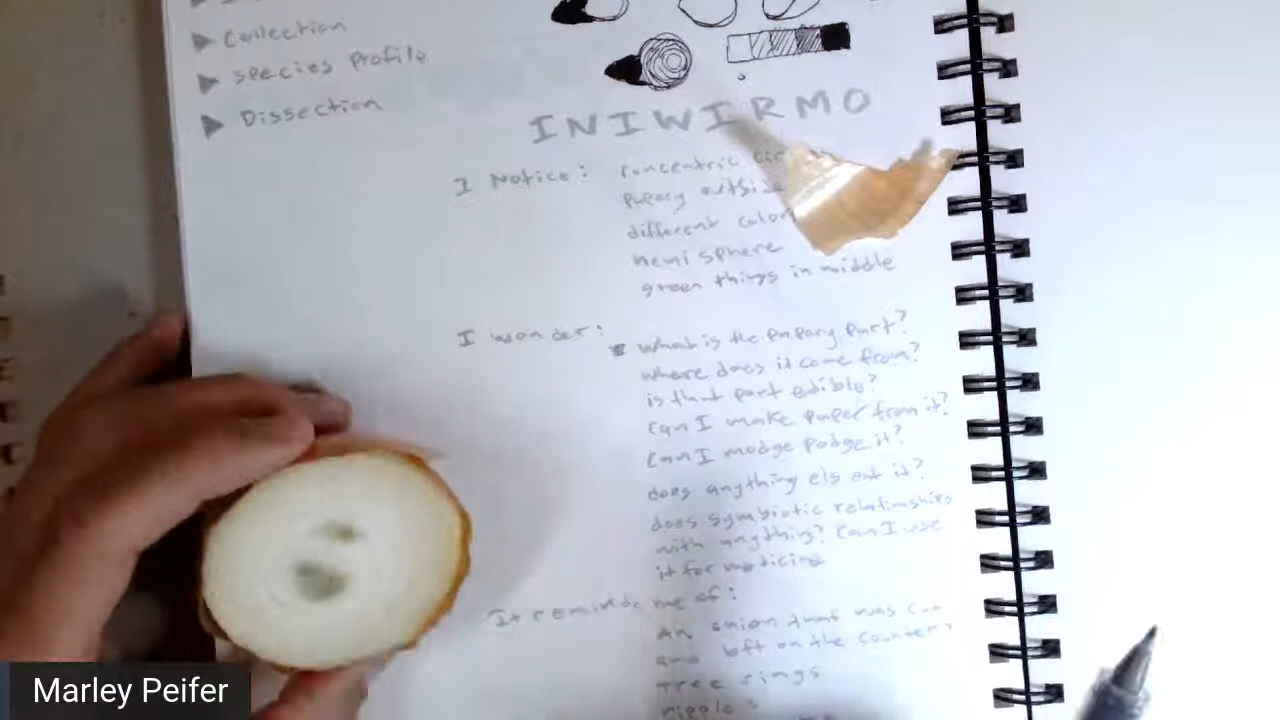 Collection
species profile
Dissection
INIWIRMO
I Notice: concentric
papery outsid
different color
hemi sphere
green things in middle
I wonder:
What is the papery part?
where does it come from?
is that part edible?
Can I make paper from it?
Can I modge podge it?
does anything els eat it?
does symbiotic relationships
with anything? Can I use
it for medicine
It reminds me of:
An onion that was
and left on the counter
Tree rings
Marley Peifer